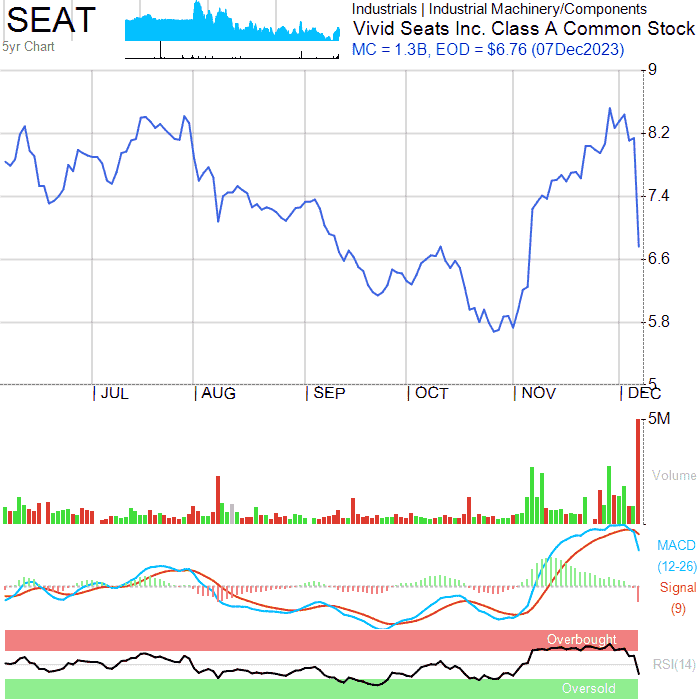 SEAT
5yr Chart
Industrials | Industrial Machinery/Components
Vivid Seats Inc. Class A Common Stock
MC = 1.3B, EOD = $6.76 (07Dec2023)
9
8.2
7.4
6.6
5.8
5
JUL
AUG
SEP
OCT
NOV
DEC
5M
Volume
MACD
(12-26)
Signal
(9)
Overbought
RSI(14)
Oversold